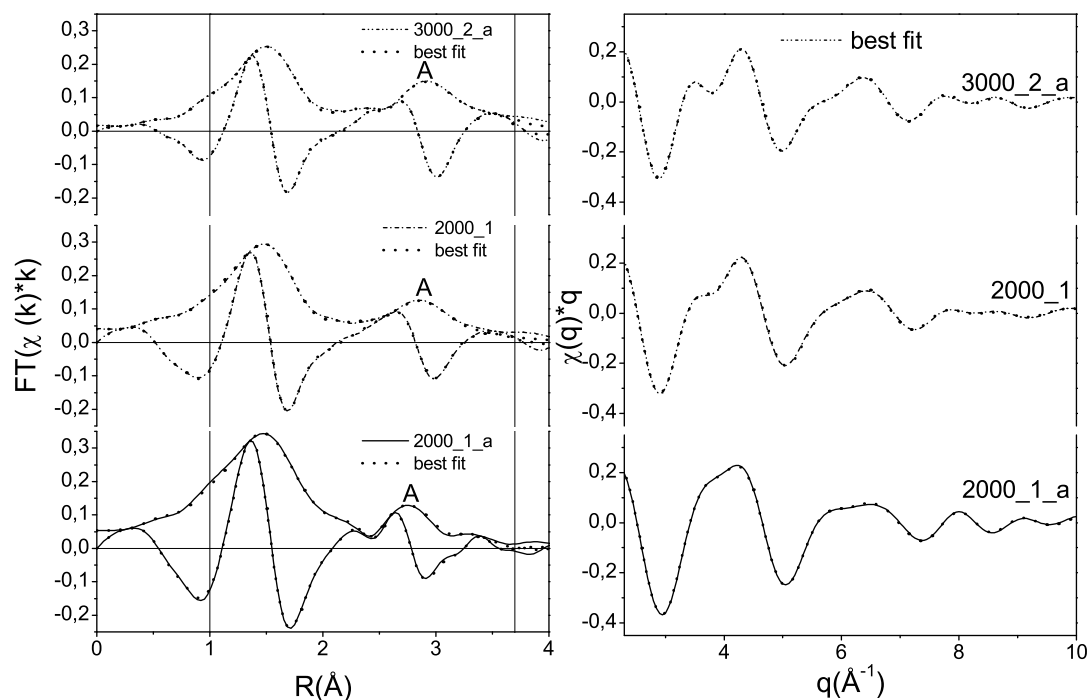 3000_2_a
best fit
A
0,3
0,2
0,1
0,0
-0,1
-0,2
2000_1
best fit
A
0,3
0,2
0,1
0,0
-0,1
-0,2
2000_1_a
best fit
A
0,3
0,2
0,1
0,0
-0,1
-0,2
FT(χ (k)*k)
0 1 2 3 4
R(Å)
best fit
3000_2_a
0,2
0,0
-0,2
-0,4
2000_1
0,2
0,0
-0,2
-0,4
2000_1_a
0,2
0,0
-0,2
-0,4
χ(q)*q
4 6 8 10
q(Å⁻¹)